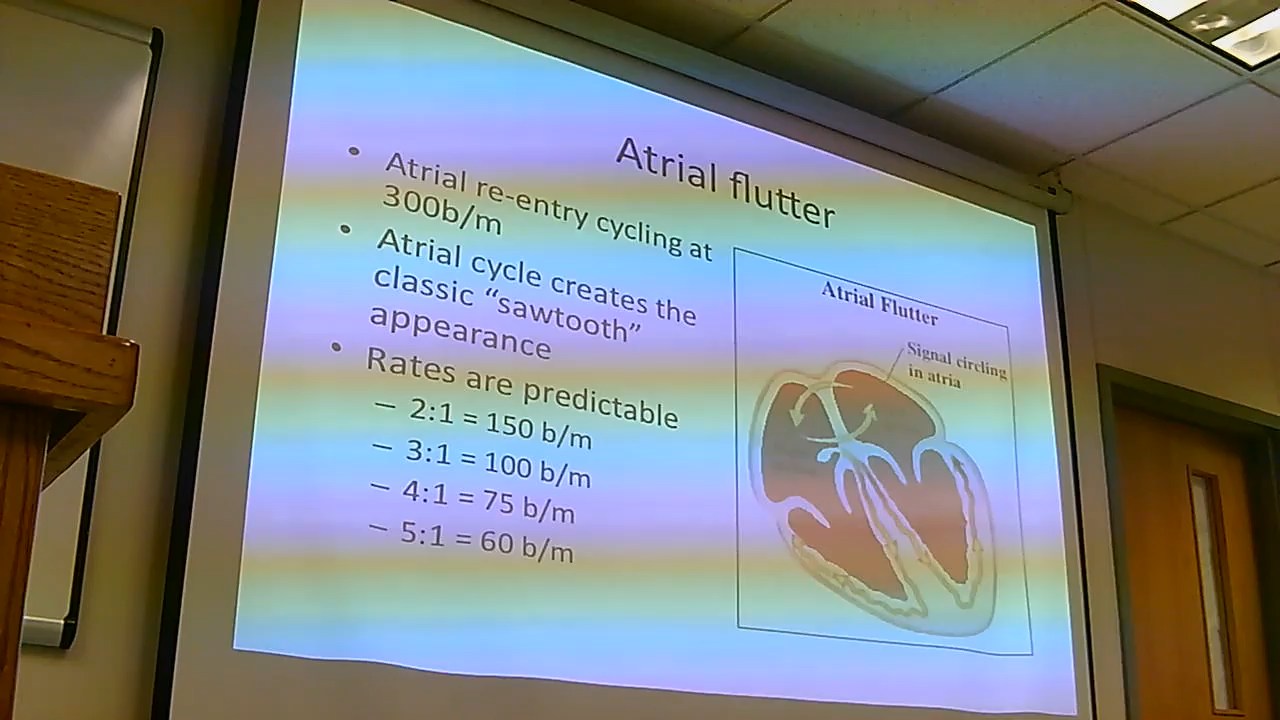 Atrial flutter
• Atrial re-entry cycling at
300b/m
• Atrial cycle creates the
classic “sawtooth”
appearance
• Rates are predictable
– 2:1 = 150 b/m
– 3:1 = 100 b/m
– 4:1 = 75 b/m
– 5:1 = 60 b/m
Atrial Flutter
Signal circling
in atria